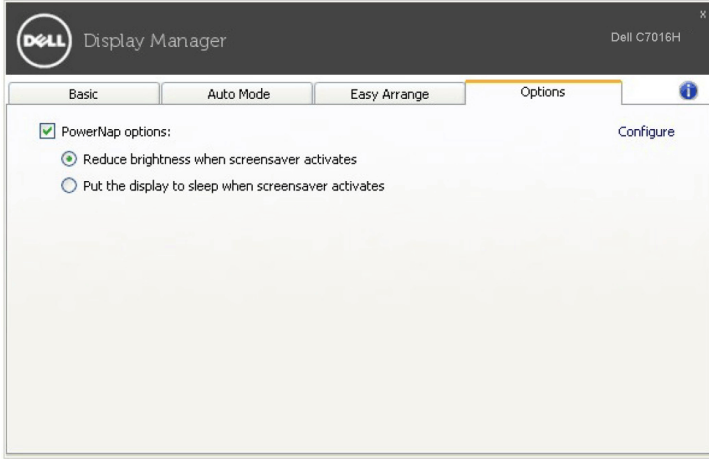 x
DELL Display Manager Dell C7016H
Basic Auto Mode Easy Arrange Options i
PowerNap options: Configure
Reduce brightness when screensaver activates
Put the display to sleep when screensaver activates